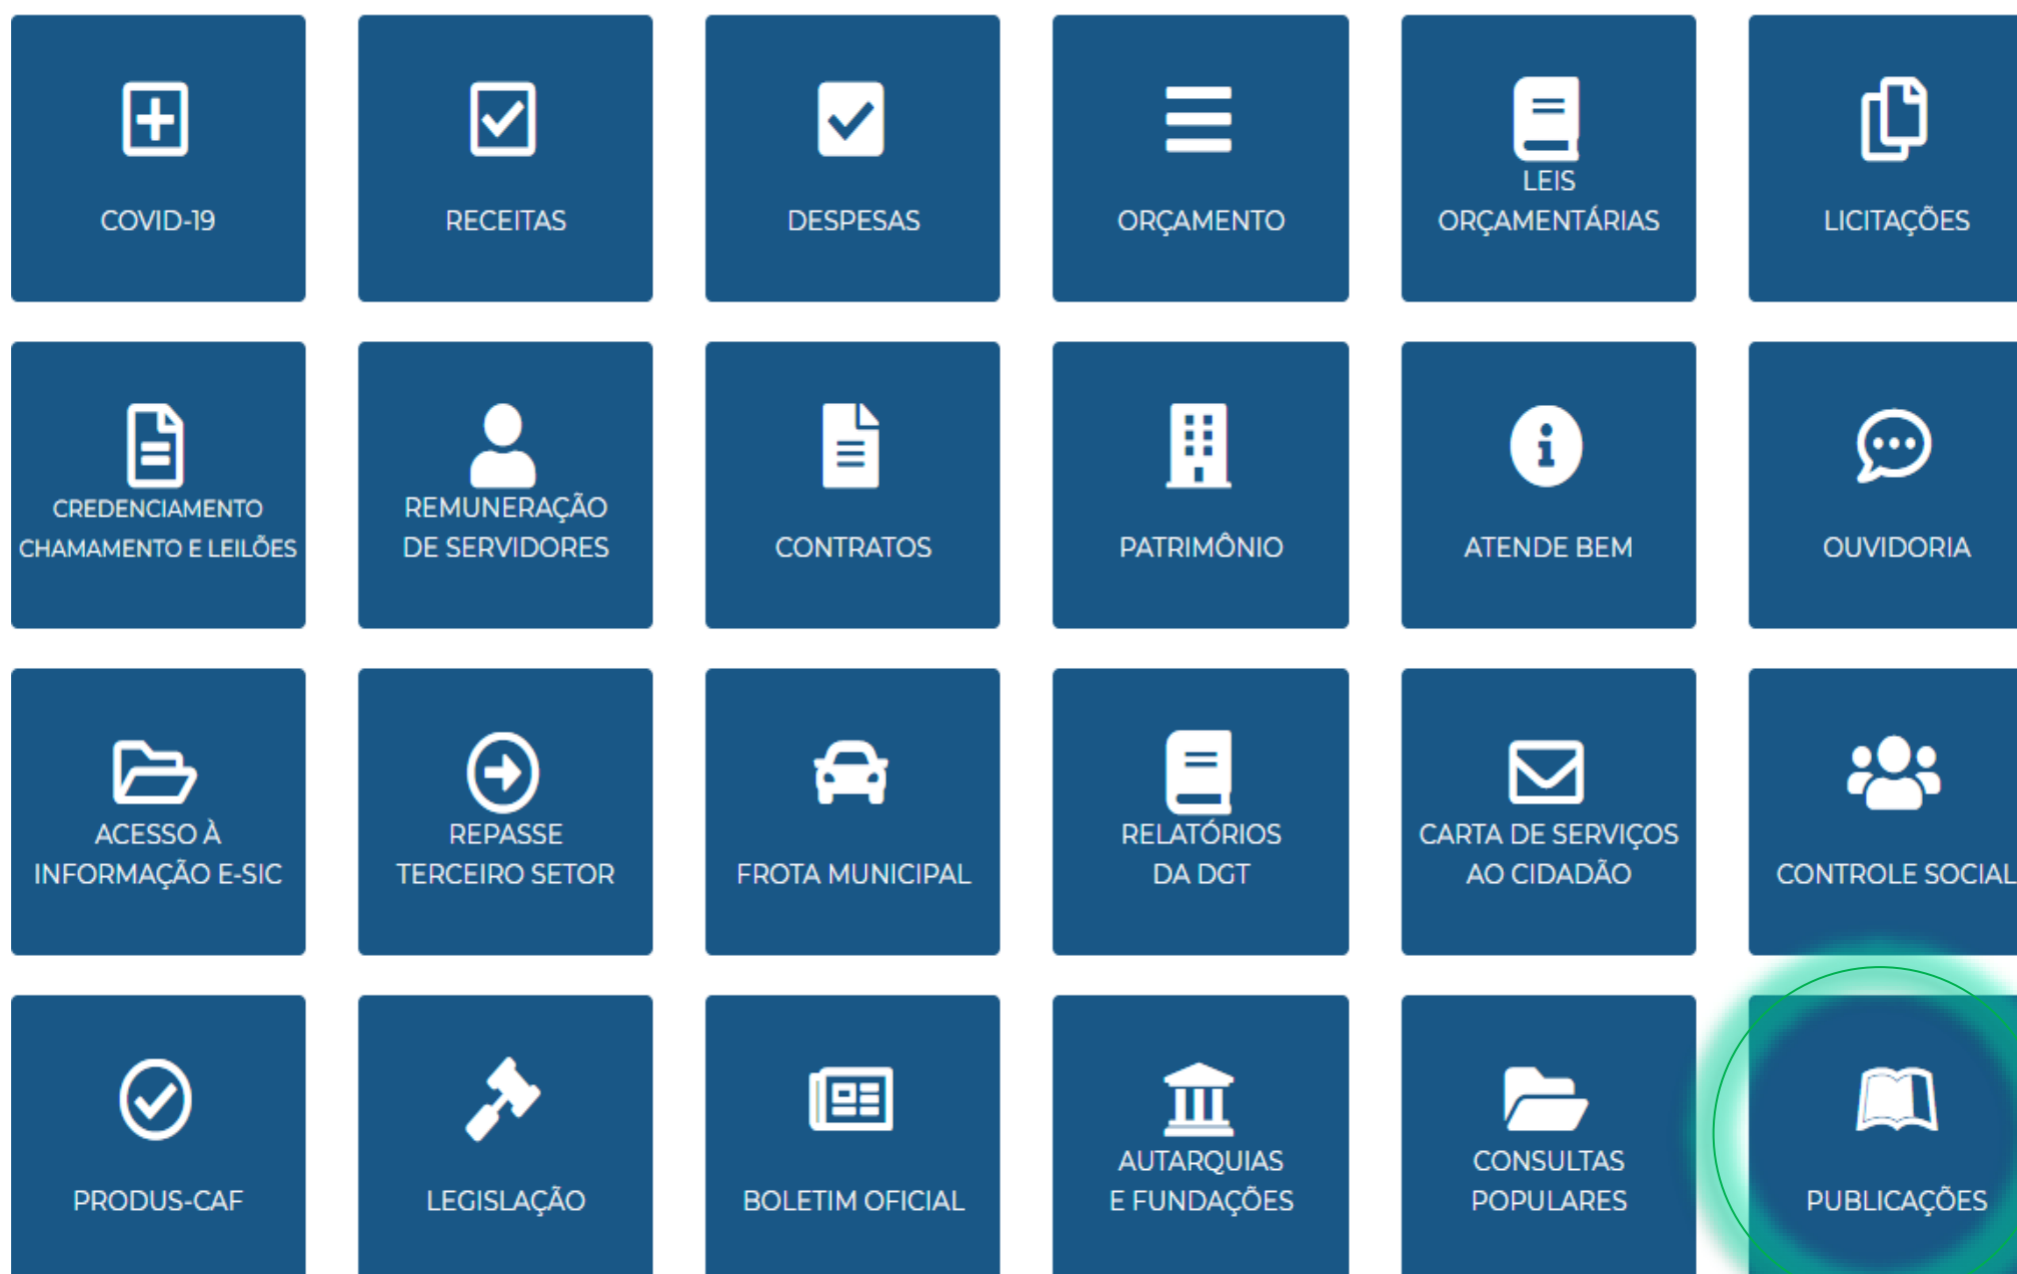 COVID-19
RECEITAS
DESPESAS
ORÇAMENTO
LEIS
ORÇAMENTÁRIAS
LICITAÇÕES
CREDENCIAMENTO
CHAMAMENTO E LEILÕES
REMUNERAÇÃO
DE SERVIDORES
CONTRATOS
PATRIMÔNIO
ATENDE BEM
OUVIDORIA
ACESSO À
INFORMAÇÃO E-SIC
REPASSE
TERCEIRO SETOR
FROTA MUNICIPAL
RELATÓRIOS
DA DGT
CARTA DE SERVIÇOS
AO CIDADÃO
CONTROLE SOCIAL
PRODUS-CAF
LEGISLAÇÃO
BOLETIM OFICIAL
AUTARQUIAS
E FUNDAÇÕES
CONSULTAS
POPULARES
PUBLICAÇÕES